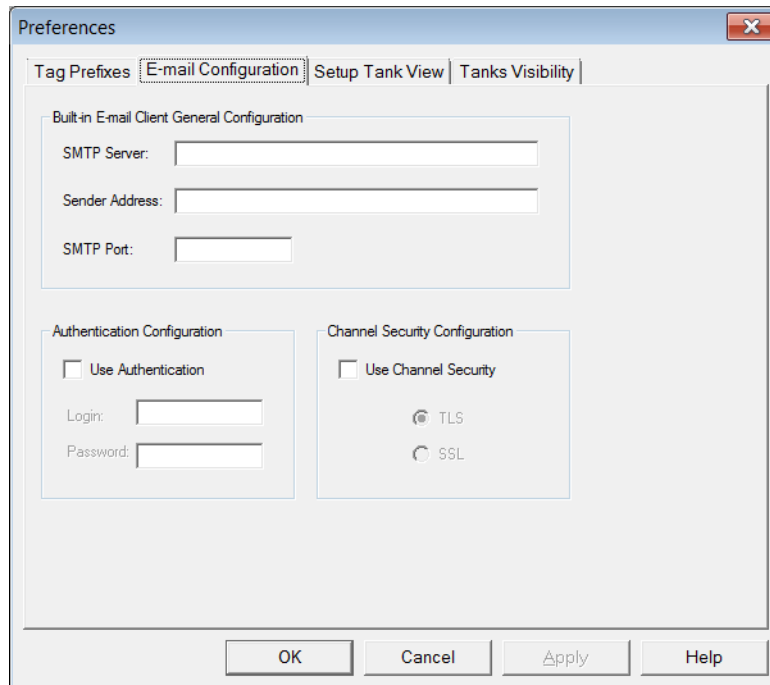 Preferences
Tag Prefixes E-mail Configuration Setup Tank View Tanks Visibility
Built-in E-mail Client General Configuration
SMTP Server:
Sender Address:
SMTP Port:
Authentication Configuration Channel Security Configuration
Use Authentication Use Channel Security
Login: TLS
Password: SSL
OK Cancel Apply Help